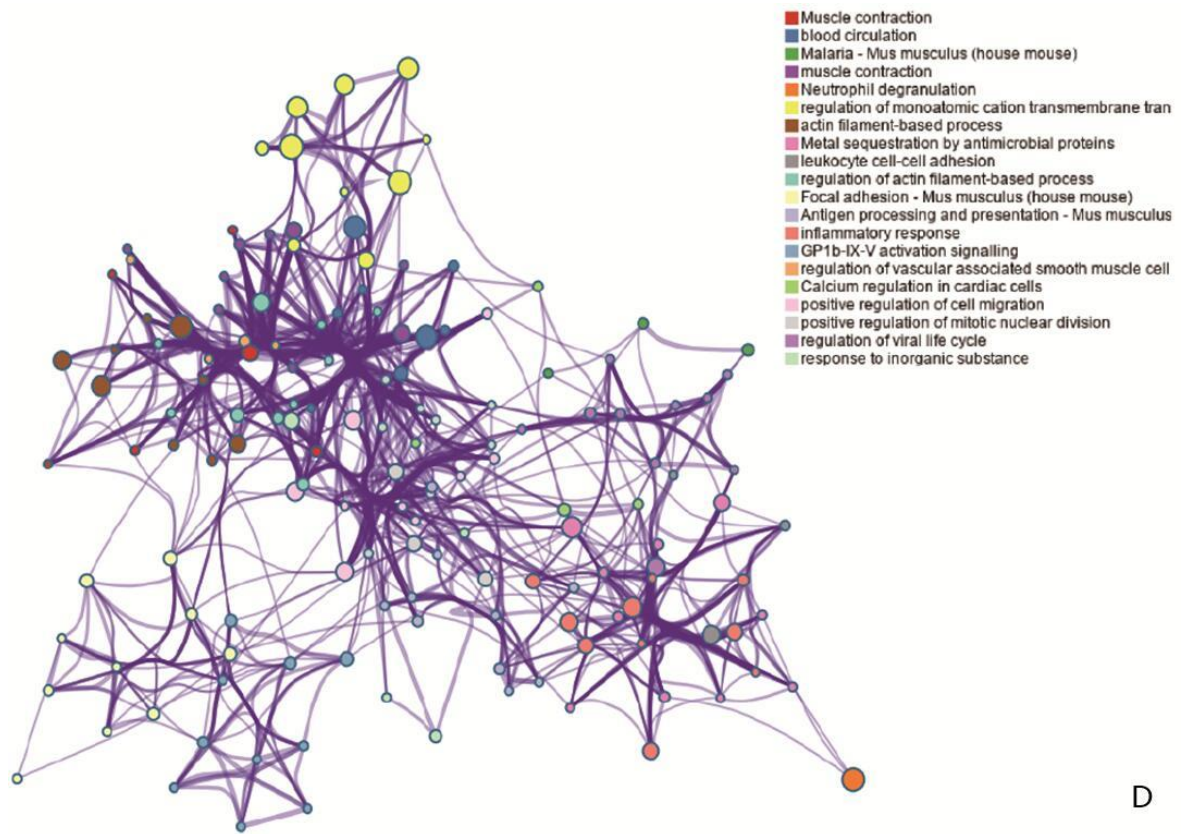 Muscle contraction
blood circulation
Malaria - Mus musculus (house mouse)
muscle contraction
Neutrophil degranulation
regulation of monoatomic cation transmembrane tran
actin filament-based process
Metal sequestration by antimicrobial proteins
leukocyte cell-cell adhesion
regulation of actin filament-based process
Focal adhesion - Mus musculus (house mouse)
Antigen processing and presentation - Mus musculus
inflammatory response
GP1b-IX-V activation signalling
regulation of vascular associated smooth muscle cell
Calcium regulation in cardiac cells
positive regulation of cell migration
positive regulation of mitotic nuclear division
regulation of viral life cycle
response to inorganic substance
D